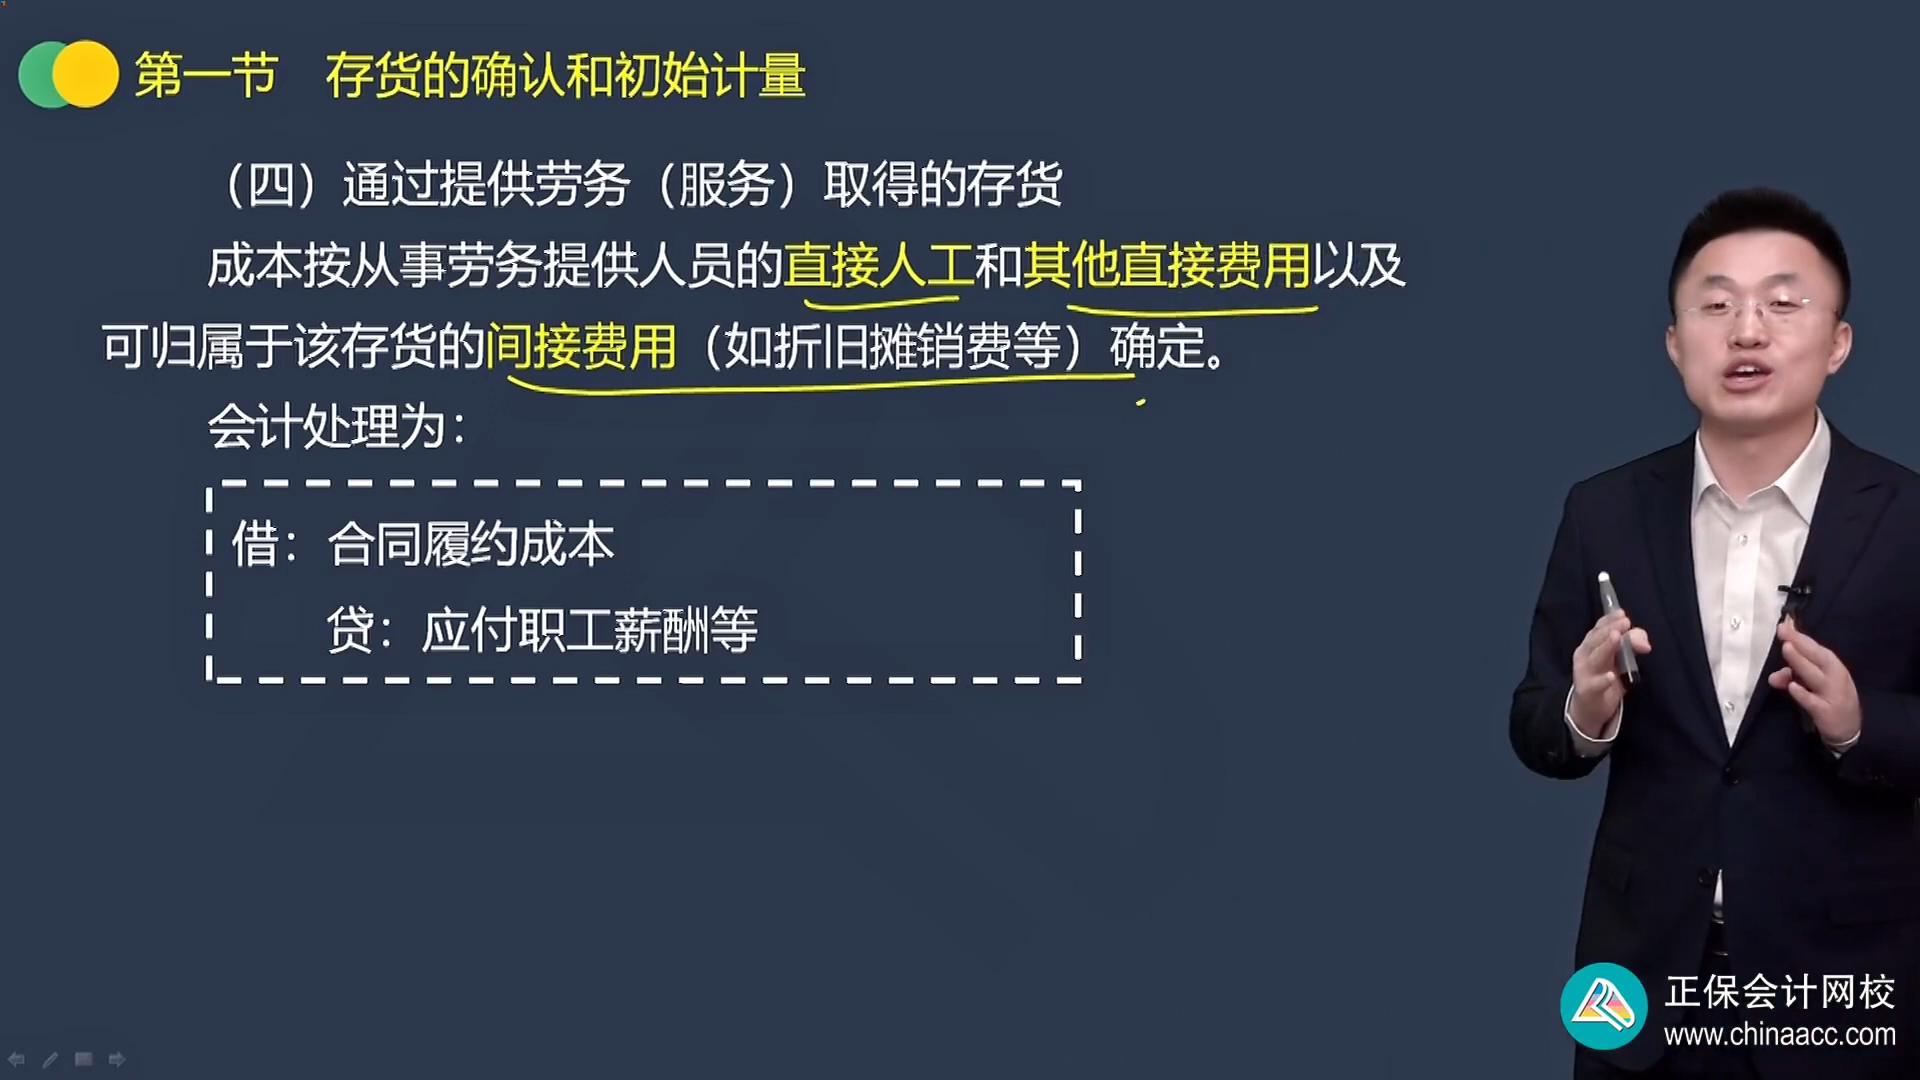 第一节 存货的确认和初始计量
（四）通过提供劳务（服务）取得的存货
成本按从事劳务提供人员的直接人工和其他直接费用以及
可归属于该存货的间接费用（如折旧摊销费等）确定。
会计处理为：
借：合同履约成本
贷：应付职工薪酬等
正保会计网校
www.chinaacc.com